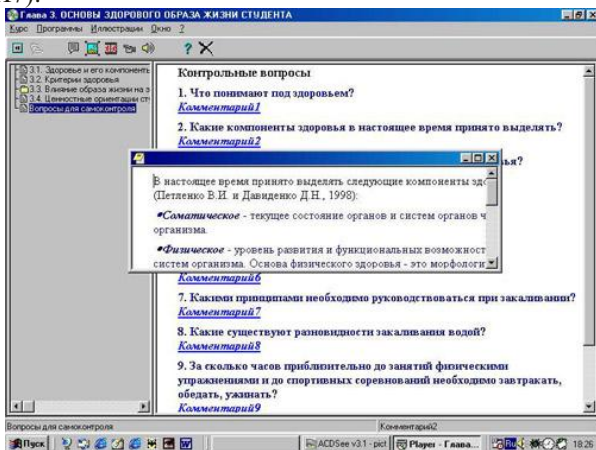 17).
Глава 3. ОСНОВЫ ЗДОРОВОГО ОБРАЗА ЖИЗНИ СТУДЕНТА
Курс Программы Иллюстрации Окно ?
3.1. Здоровье и его компоненть
3.2. Критерии здоровья
3.3. Влияние образа жизни на з
3.4. Ценностные ориентации ст
Вопросы для самоконтроля
Контрольные вопросы
1. Что понимают под здоровьем?
Комментарий1
2. Какие компоненты здоровья в настоящее время принято выделять?
Комментарий2
ья?
В настоящее время принято выделять следующие компоненты здо
(Петленко В.И. и Давиденко Д.Н., 1998):
•Соматическое - текущее состояние органов и систем органов ч
организма.
•Физическое - уровень развития и функциональных возможност
систем организма. Основа физического здоровья - это морфологи
Комментарий6
7. Какими принципами необходимо руководствоваться при закаливании?
Комментарий7
8. Какие существуют разновидности закаливания водой?
Комментарий8
9. За сколько часов приблизительно до занятий физическими
упражнениями и до спортивных соревнований необходимо завтракать,
обедать, ужинать?
Комментарий9
Вопросы для самоконтроля
Комментарий2
Пуск
ACDSee v3.1 - pict
Player - Глава...
Ru
18:26